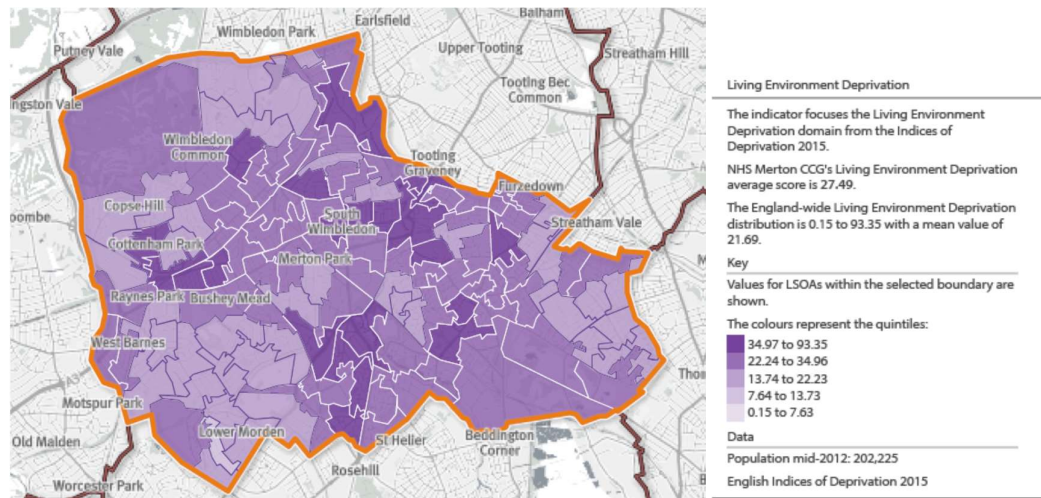 Balham
Earlsfield
Wimbledon Park
Putney Vale
Upper Tooting
Streatham Hill
Tooting Bec
Common
ngston Vale
Wimbledon
Common
Tooting
Graveney
Furzedown
Copse Hill
South
Wimbledon
Streatham Vale
oombe
Cottenham Park
Merton Park
Raynes Park
Bushey Mead
West Barnes
A3
Motspur Park
Lower Morden
Old Malden
St Helier
Beddington
Corner
Rosehill
Worcester Park
Living Environment Deprivation
The indicator focuses the Living Environment
Deprivation domain from the Indices of
Deprivation 2015.
NHS Merton CCG's Living Environment Deprivation
average score is 27.49.
The England-wide Living Environment Deprivation
distribution is 0.15 to 93.35 with a mean value of
21.69.
Key
Values for LSOAs within the selected boundary are
shown.
The colours represent the quintiles:
34.97 to 93.35
22.24 to 34.96
13.74 to 22.23
7.64 to 13.73
0.15 to 7.63
Data
Population mid-2012: 202,225
English Indices of Deprivation 2015